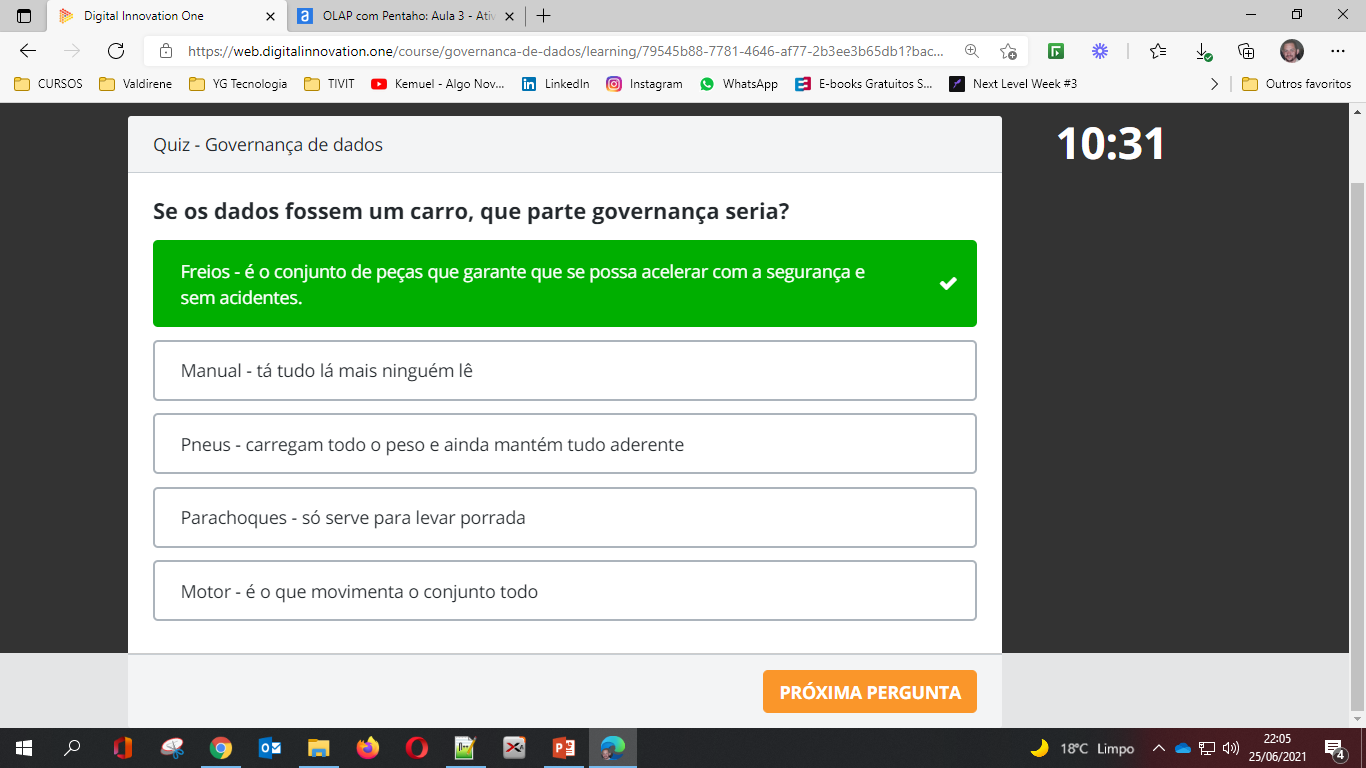 Digital Innovation One
OLAP com Pentaho: Aula 3 - Ativ
https://web.digitalinnovation.one/course/governanca-de-dados/learning/79545b88-7781-4646-af77-2b3ee3b65db1?bac...
CURSOS
Valdirene
YG Tecnologia
TIVIT
Kemuel - Algo Nov...
LinkedIn
Instagram
WhatsApp
E-books Gratuitos S...
Next Level Week #3
Outros favoritos
Quiz - Governança de dados
10:31
Se os dados fossem um carro, que parte governança seria?
Freios - é o conjunto de peças que garante que se possa acelerar com a segurança e
sem acidentes.
Manual - tá tudo lá mais ninguém lê
Pneus - carregam todo o peso e ainda mantém tudo aderente
Parachoques - só serve para levar porrada
Motor - é o que movimenta o conjunto todo
PRÓXIMA PERGUNTA
18°C Limpo
22:05
25/06/2021
4